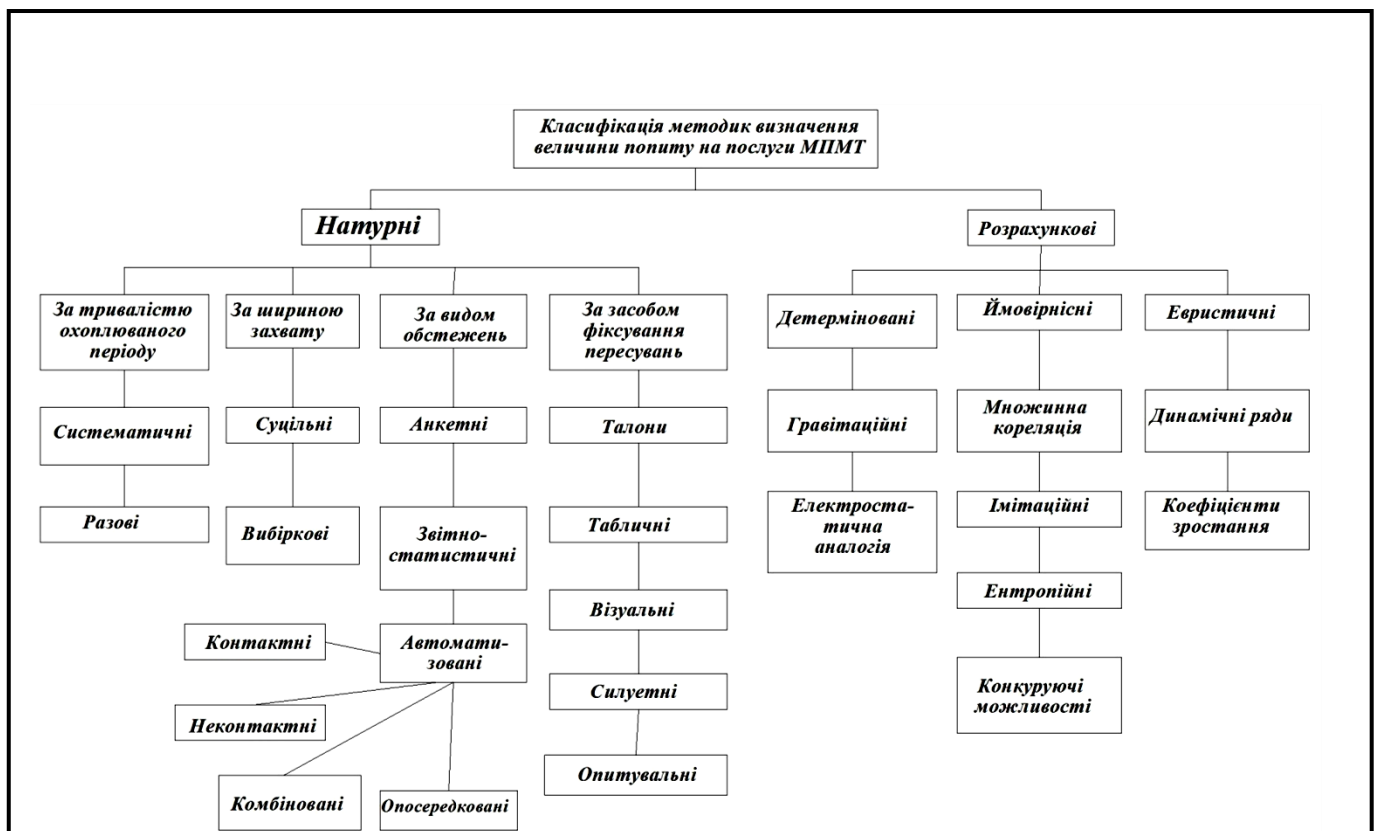 Класифікація методик визначення
величини попиту на послуги МПМТ
Натурні
Розрахункові
За тривалістю
охоплюваного
періоду
За шириною
захвату
За видом
обстежень
За засобом
фіксування
пересувань
Детерміновані
Ймовірнісні
Евристичні
Систематичні
Суцільні
Анкетні
Талони
Гравітаційні
Множинна
кореляція
Динамічні ряди
Разові
Вибіркові
Звітно-
статистичні
Табличні
Електроста-
тична
аналогія
Імітаційні
Коефіцієнти
зростання
Візуальні
Ентропійні
Контактні
Автомати-
зовані
Силуетні
Конкуруючі
можливості
Неконтактні
Опитувальні
Комбіновані
Опосередковані